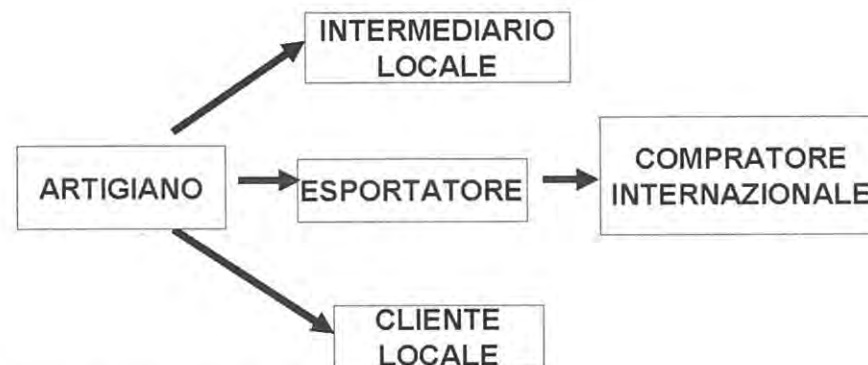 INTERMEDIARIO
LOCALE
ARTIGIANO
ESPORTATORE
COMPRATORE
INTERNAZIONALE
CLIENTE
LOCALE